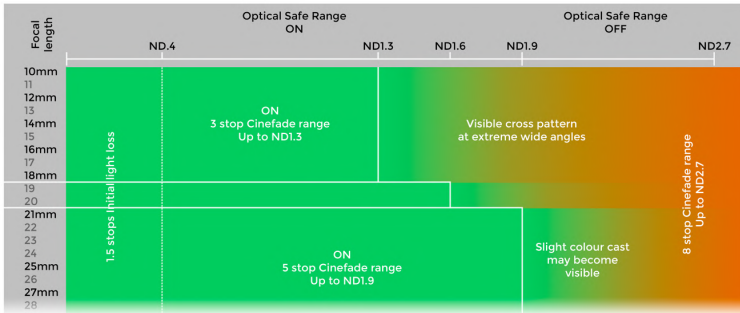 Focal
length
Optical Safe Range
ON
Optical Safe Range
OFF
ND.4
ND1.3
ND1.6
ND1.9
ND2.7
10mm
11
12mm
13
14mm
15
16mm
17
18mm
19
20
21mm
22
23
24
25mm
26
27mm
28
1.5 stops Initial light loss
ON
3 stop Cinefade range
Up to ND1.3
Visible cross pattern
at extreme wide angles
ON
5 stop Cinefade range
Up to ND1.9
Slight colour cast
may become
visible
8 stop Cinefade range
Up to ND2.7